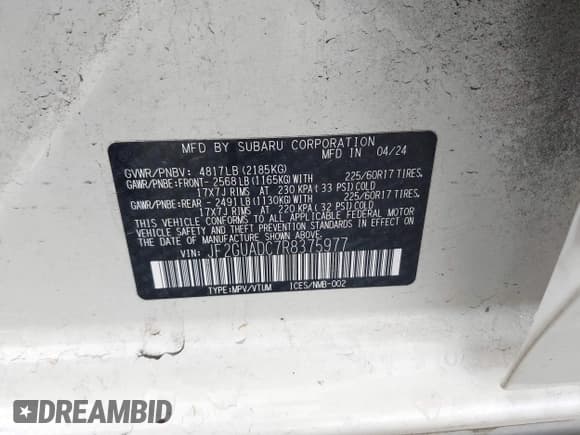 MFD BY SUBARU CORPORATION
MFD IN 04/24
GVWR/PNBV: 4817LB(2185KG)
GAWR/PNBE:FRONT- 2568LB(1165KG)WITH 225/60R17 TIRES,
17X7J RIMS AT 230 KPA( 33 PSI)COLD
GAWR/PNBE:REAR - 2491LB(1130KG)WITH 225/60R17 TIRES,
17X7J RIMS AT 220 KPA( 32 PSI)COLD
THIS VEHICLE CONFORMS TO ALL APPLICABLE FEDERAL MOTOR
VEHICLE SAFETY AND THEFT PREVENTION STANDARDS IN EFFECT
ON THE DATE OF MANUFACTURE SHOWN ABOVE.
VIN: JF2GUADC7R8375977
TYPE:MPV/VTUM ICES/NMB-002
DREAMBID